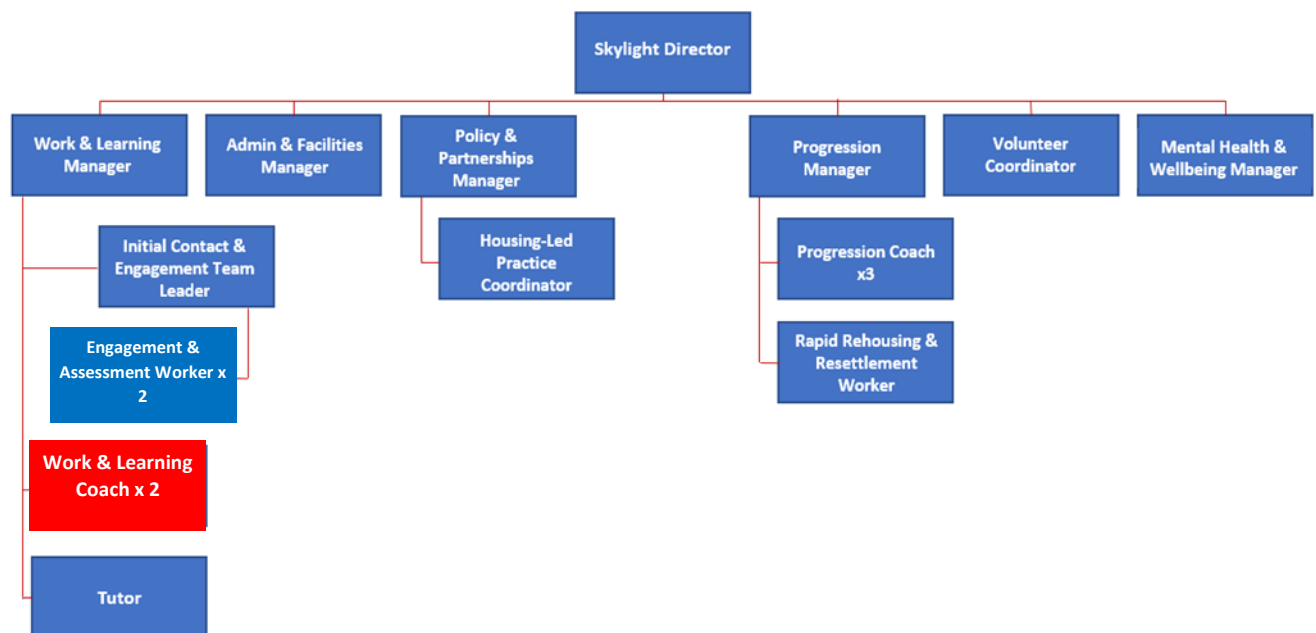 Skylight Director
Work & Learning
Manager
Admin & Facilities
Manager
Policy &
Partnerships
Manager
Progression
Manager
Volunteer
Coordinator
Mental Health &
Wellbeing Manager
Initial Contact &
Engagement Team
Leader
Housing-Led
Practice
Coordinator
Progression Coach
x3
Engagement &
Assessment Worker x
2
Rapid Rehousing &
Resettlement
Worker
Work & Learning
Coach x 2
Tutor